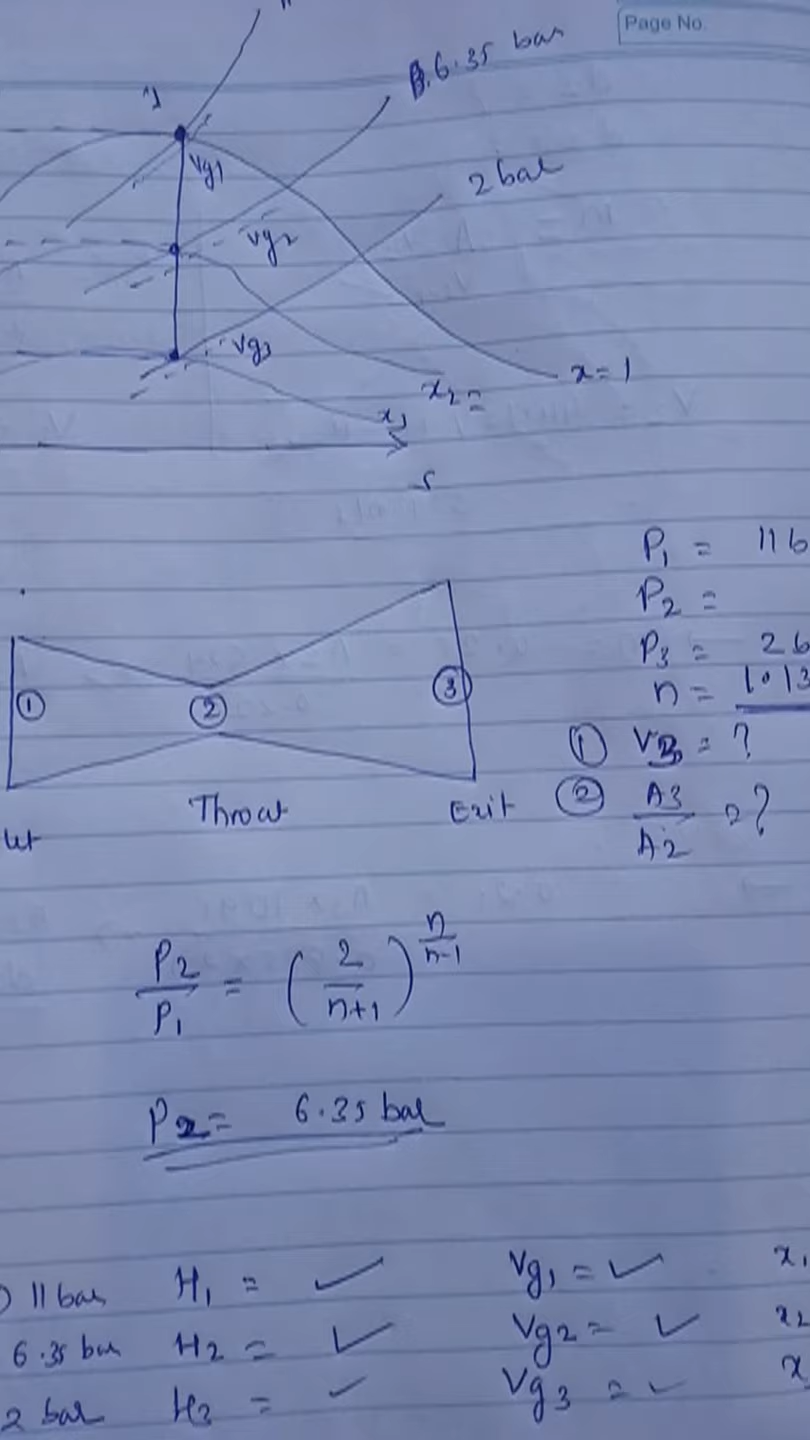 Page No.
6.35 bar
Vg1
2 bar
Vg2
Vg3
x = 1
x2 =
x3
s
P1 = 11 b
P2 =
P3 = 2 b
n = 1.13
① ② ③
① V3 = ?
Throat Exit ② A3/A2 = ?
P2/P1 = (2/n+1)^n/n-1
P2 = 6.35 bar
11 bar H1 = ✓ Vg1 = ✓ x1
6.35 bar H2 = ✓ Vg2 = ✓ x2
2 bar H3 = ✓ Vg3 = ✓ x